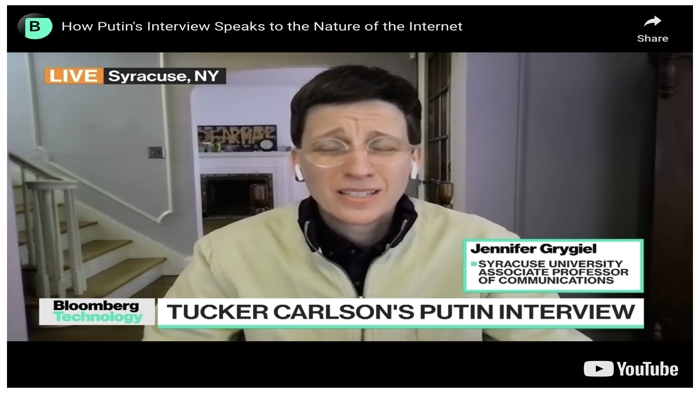 B
How Putin's Interview Speaks to the Nature of the Internet
Share
LIVE Syracuse, NY
Jennifer Grygiel
SYRACUSE UNIVERSITY
ASSOCIATE PROFESSOR
OF COMMUNICATIONS
Bloomberg
Technology
TUCKER CARLSON'S PUTIN INTERVIEW
YouTube